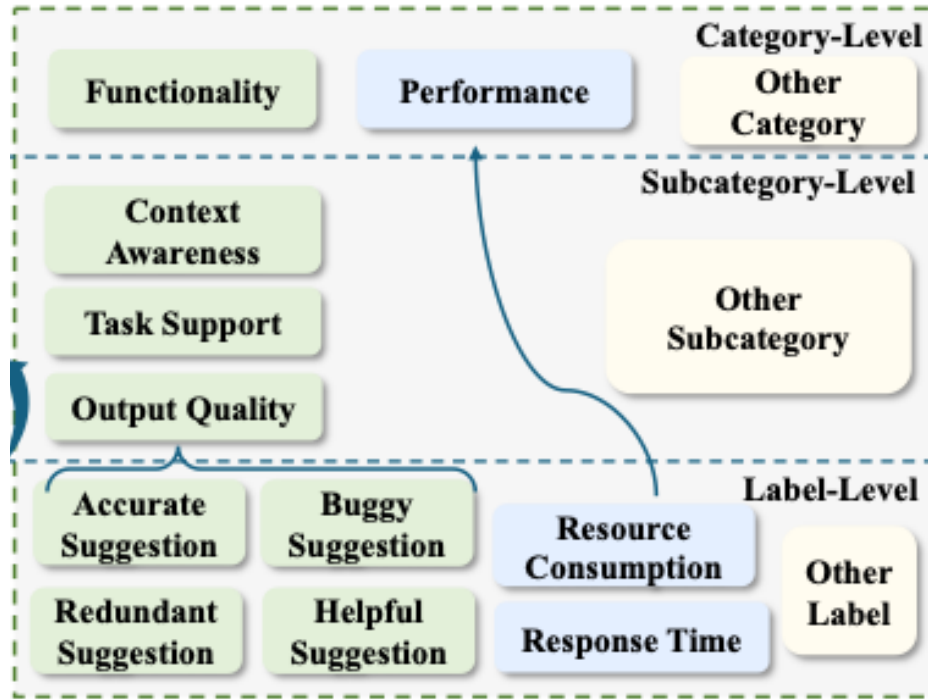 Category-Level
Functionality
Performance
Other
Category
Subcategory-Level
Context
Awareness
Task Support
Output Quality
Other
Subcategory
Label-Level
Accurate
Suggestion
Buggy
Suggestion
Resource
Consumption
Other
Label
Redundant
Suggestion
Helpful
Suggestion
Response Time